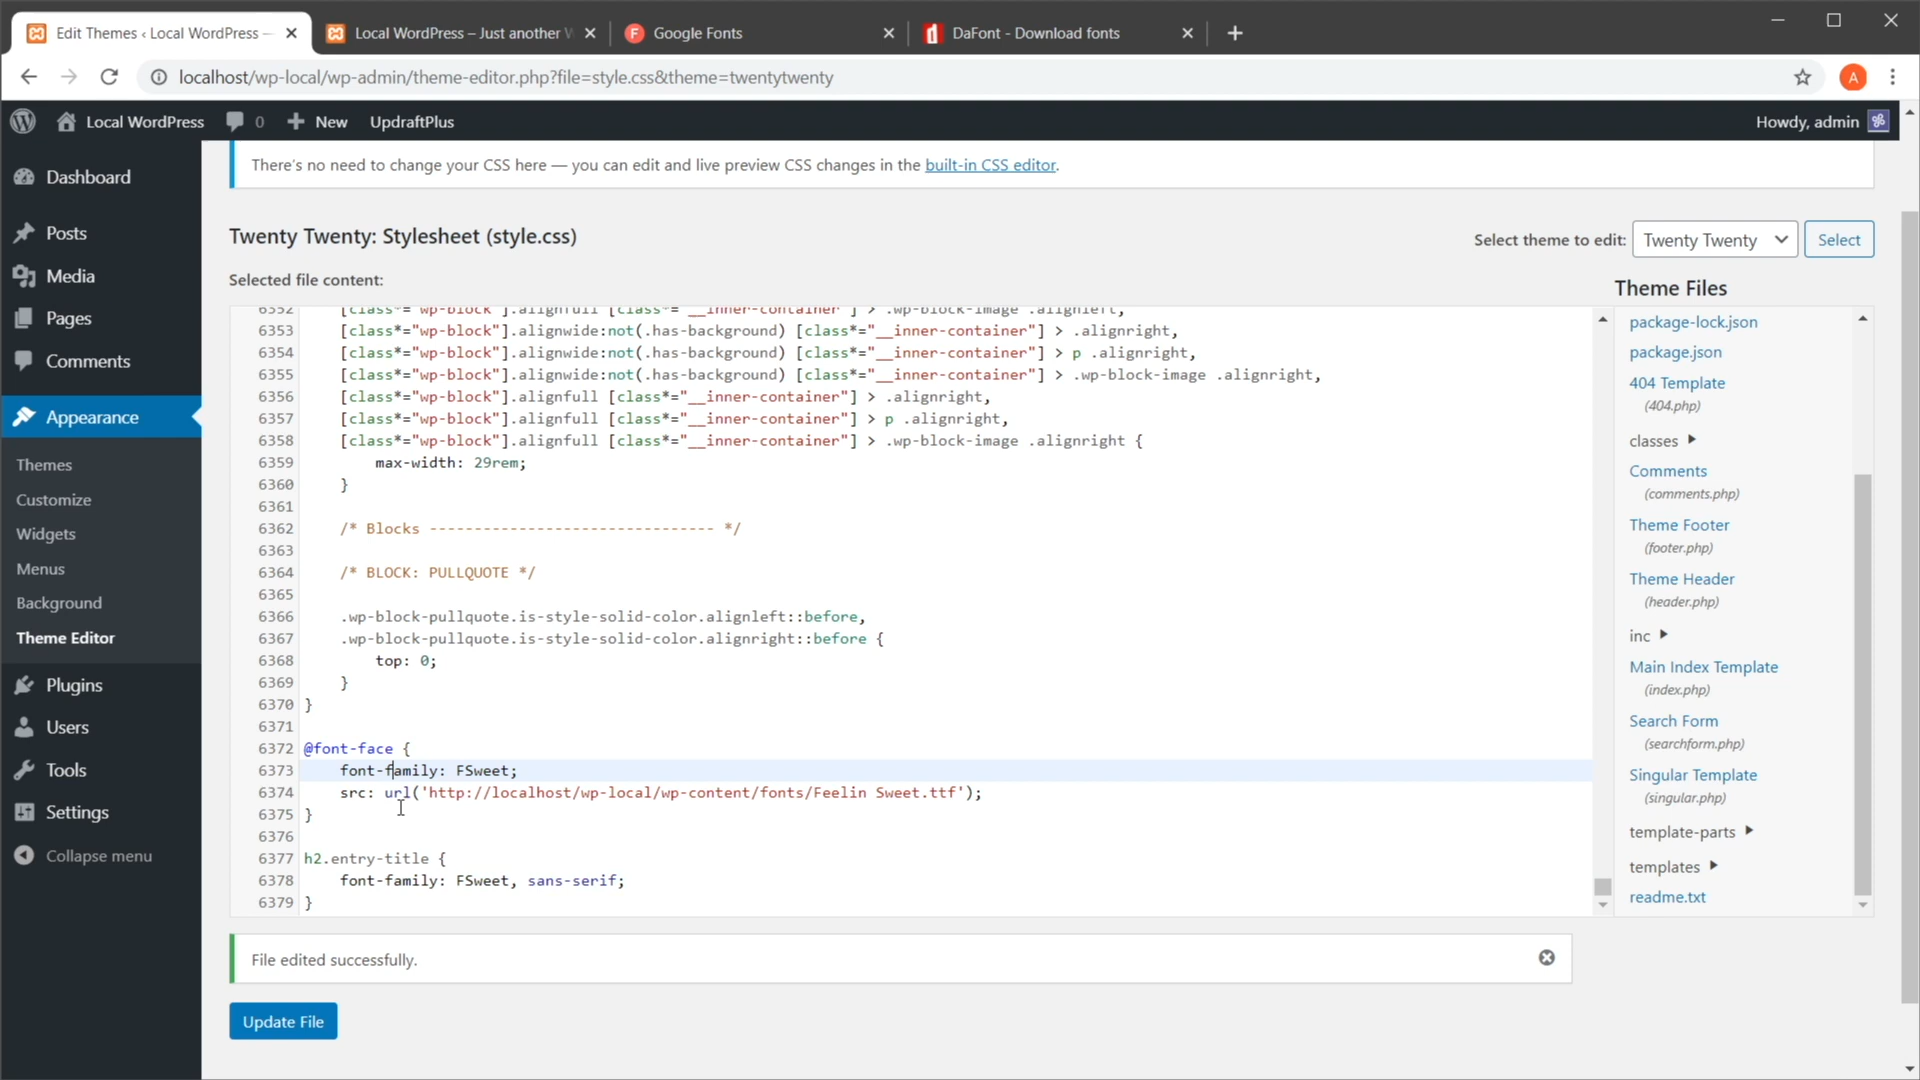 Edit Themes ‹ Local WordPress —
Local WordPress – Just another W
Google Fonts
DaFont - Download fonts
localhost/wp-local/wp-admin/theme-editor.php?file=style.css&theme=twentytwenty
A
Local WordPress
0
New
UpdraftPlus
Howdy, admin
Dashboard
Posts
Media
Pages
Comments
Appearance
Themes
Customize
Widgets
Menus
Background
Theme Editor
Plugins
Users
Tools
Settings
Collapse menu
There's no need to change your CSS here — you can edit and live preview CSS changes in the built-in CSS editor.
Twenty Twenty: Stylesheet (style.css)
Select theme to edit: Twenty Twenty Select
Selected file content:
6352 [class*="wp-block"].alignfull [class*="__inner-container"] > .wp-block-image .alignleft,
6353 [class*="wp-block"].alignwide:not(.has-background) [class*="__inner-container"] > .alignright,
6354 [class*="wp-block"].alignwide:not(.has-background) [class*="__inner-container"] > p .alignright,
6355 [class*="wp-block"].alignwide:not(.has-background) [class*="__inner-container"] > .wp-block-image .alignright,
6356 [class*="wp-block"].alignfull [class*="__inner-container"] > .alignright,
6357 [class*="wp-block"].alignfull [class*="__inner-container"] > p .alignright,
6358 [class*="wp-block"].alignfull [class*="__inner-container"] > .wp-block-image .alignright {
6359 max-width: 29rem;
6360 }
6361
6362 /* Blocks -------------------------------- */
6363
6364 /* BLOCK: PULLQUOTE */
6365
6366 .wp-block-pullquote.is-style-solid-color.alignleft::before,
6367 .wp-block-pullquote.is-style-solid-color.alignright::before {
6368 top: 0;
6369 }
6370 }
6371
6372 @font-face {
6373 font-family: FSweet;
6374 src: url('http://localhost/wp-local/wp-content/fonts/Feelin Sweet.ttf');
6375 }
6376
6377 h2.entry-title {
6378 font-family: FSweet, sans-serif;
6379 }
Theme Files
package-lock.json
package.json
404 Template
(404.php)
classes
Comments
(comments.php)
Theme Footer
(footer.php)
Theme Header
(header.php)
inc
Main Index Template
(index.php)
Search Form
(searchform.php)
Singular Template
(singular.php)
template-parts
templates
readme.txt
File edited successfully.
Update File